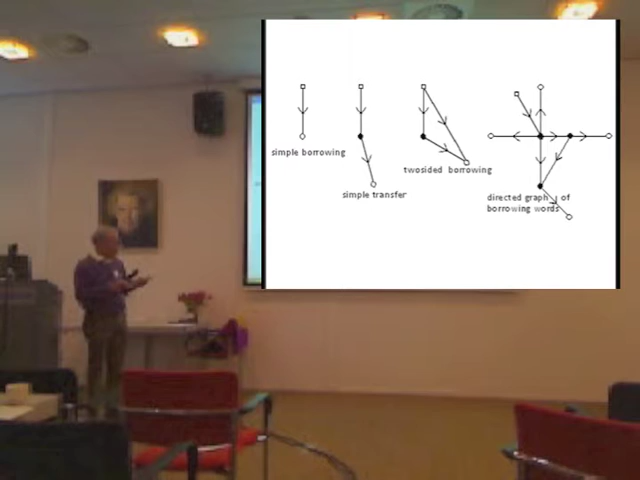 simple borrowing
simple transfer
twosided borrowing
directed graph of
borrowing words